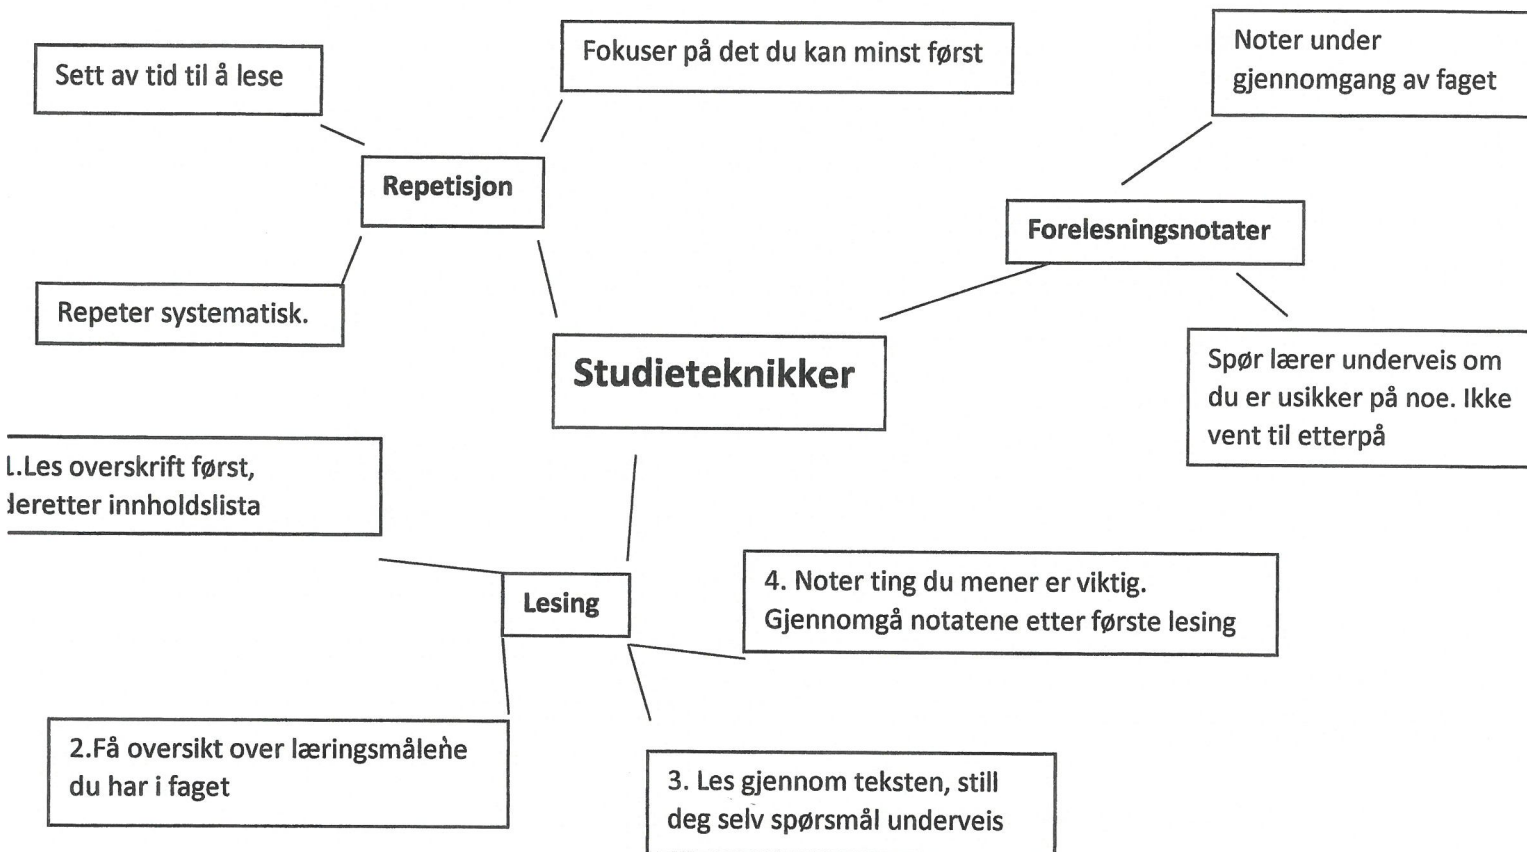 Sett av tid til å lese
Fokuser på det du kan minst først
Noter under
gjennomgang av faget
Repetisjon
Forelesningsnotater
Repeter systematisk.
Studieteknikker
Spør lærer underveis om
du er usikker på noe. Ikke
vent til etterpå
1.Les overskrift først,
deretter innholdslista
Lesing
4. Noter ting du mener er viktig.
Gjennomgå notatene etter første lesing
2.Få oversikt over læringsmålene
du har i faget
3. Les gjennom teksten, still
deg selv spørsmål underveis